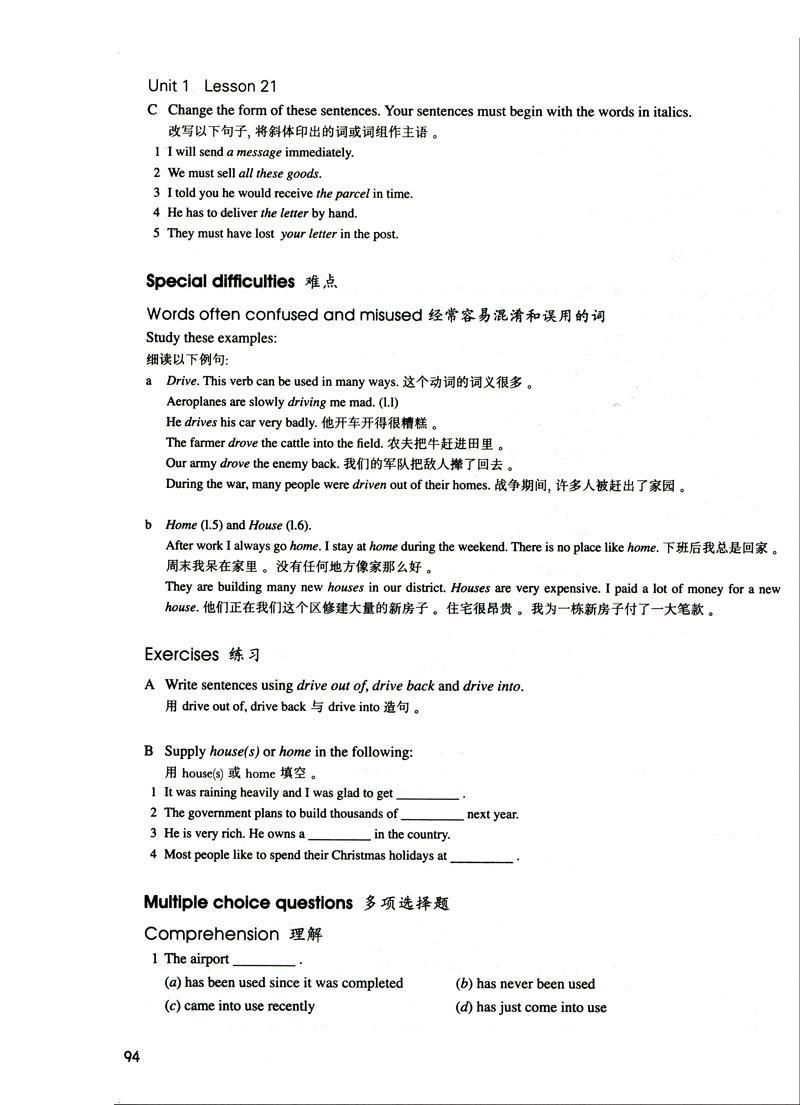 Unit 1 Lesson 21
C Change the form of these sentences. Your sentences must begin with the words in italics.
改写以下句子, 将斜体印出的词或词组作主语。
1 I will send a message immediately.
2 We must sell all these goods.
3 I told you he would receive the parcel in time.
4 He has to deliver the letter by hand.
5 They must have lost your letter in the post.
Special difficulties 难点
Words often confused and misused 经常容易混淆和误用的词
Study these examples:
细读以下例句:
a Drive. This verb can be used in many ways. 这个动词的词义很多。
Aeroplanes are slowly driving me mad. (l.1)
He drives his car very badly. 他开车开得很糟糕。
The farmer drove the cattle into the field. 农夫把牛赶进田里。
Our army drove the enemy back. 我们的军队把敌人撵了回去。
During the war, many people were driven out of their homes. 战争期间, 许多人被赶出了家园。
b Home (l.5) and House (l.6).
After work I always go home. I stay at home during the weekend. There is no place like home. 下班后我总是回家。
周末我呆在家里。没有任何地方像家那么好。
They are building many new houses in our district. Houses are very expensive. I paid a lot of money for a new
house. 他们正在我们这个区修建大量的新房子。住宅很昂贵。我为一栋新房子付了一大笔款。
Exercises 练习
A Write sentences using drive out of, drive back and drive into.
用 drive out of, drive back 与 drive into 造句。
B Supply house(s) or home in the following:
用 house(s) 或 home 填空。
1 It was raining heavily and I was glad to get _________ .
2 The government plans to build thousands of _________ next year.
3 He is very rich. He owns a _________ in the country.
4 Most people like to spend their Christmas holidays at _________ .
Multiple choice questions 多项选择题
Comprehension 理解
1 The airport _________ .
(a) has been used since it was completed (b) has never been used
(c) came into use recently (d) has just come into use
94